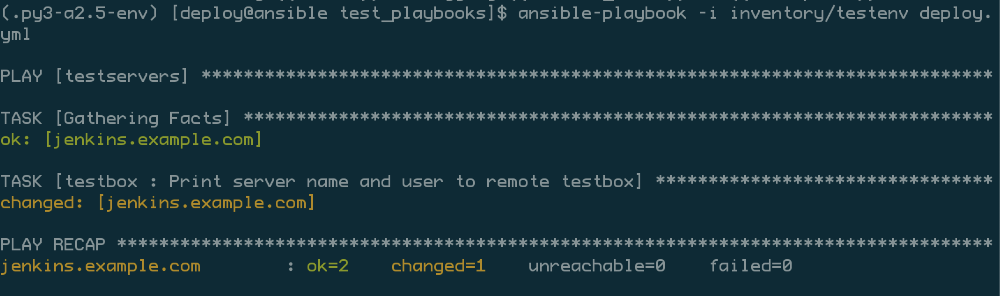 (.py3-a2.5-env) [deploy@ansible test_playbooks]$ ansible-playbook -i inventory/testenv deploy.
yml
PLAY [testservers] ***************************************************************************
TASK [Gathering Facts] ***********************************************************************
ok: [jenkins.example.com]
TASK [testbox : Print server name and user to remote testbox] ********************************
changed: [jenkins.example.com]
PLAY RECAP ***********************************************************************************
jenkins.example.com        : ok=2    changed=1    unreachable=0    failed=0